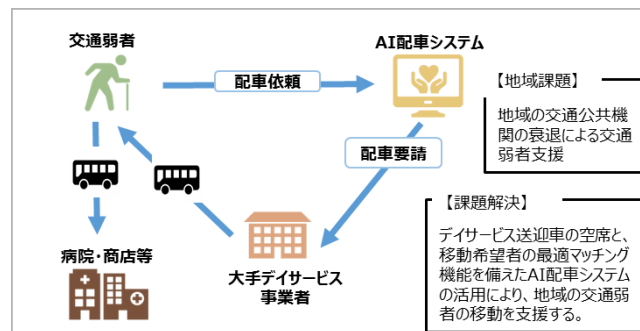 交通弱者
AI配車システム
配車依頼
【地域課題】
地域の交通公共機
関の衰退による交通
弱者支援
配車要請
【課題解決】
デイサービス送迎車の空席と、
移動希望者の最適マッチング
機能を備えたAI配車システム
の活用により、地域の交通弱
者の移動を支援する。
病院・商店等
大手デイサービス
事業者